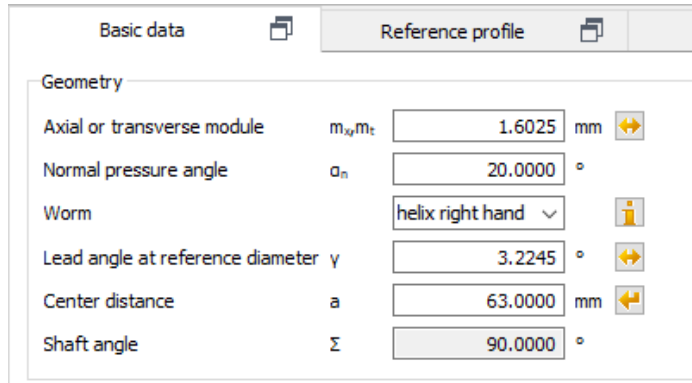 Basic data Reference profile
Geometry
Axial or transverse module mₓ,mₜ 1.6025 mm
Normal pressure angle αₙ 20.0000 °
Worm helix right hand
Lead angle at reference diameter γ 3.2245 °
Center distance a 63.0000 mm
Shaft angle Σ 90.0000 °